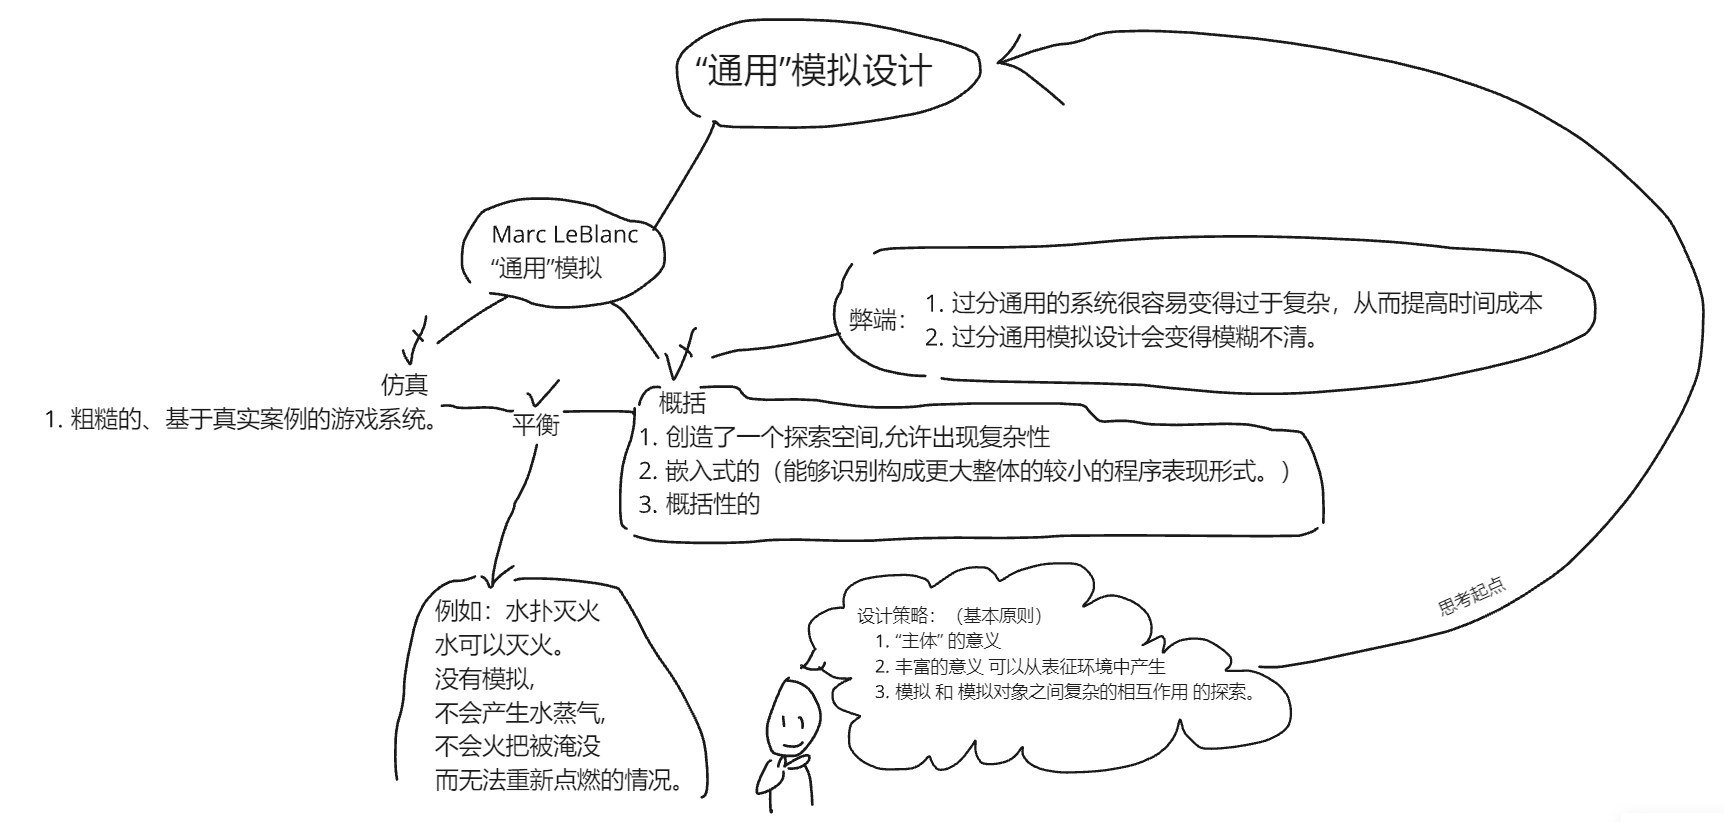 “通用”模拟设计
Marc LeBlanc
“通用”模拟
弊端：
1. 过分通用的系统很容易变得过于复杂，从而提高时间成本
2. 过分通用模拟设计会变得模糊不清。
仿真
1. 粗糙的、基于真实案例的游戏系统。
平衡
概括
1. 创造了一个探索空间,允许出现复杂性
2. 嵌入式的（能够识别构成更大整体的较小的程序表现形式。）
3. 概括性的
例如：水扑灭火
水可以灭火。
没有模拟,
不会产生水蒸气,
不会火把被淹没
而无法重新点燃的情况。
设计策略：（基本原则）
1. “主体” 的意义
2. 丰富的意义 可以从表征环境中产生
3. 模拟 和 模拟对象之间复杂的相互作用 的探索。
思考起点